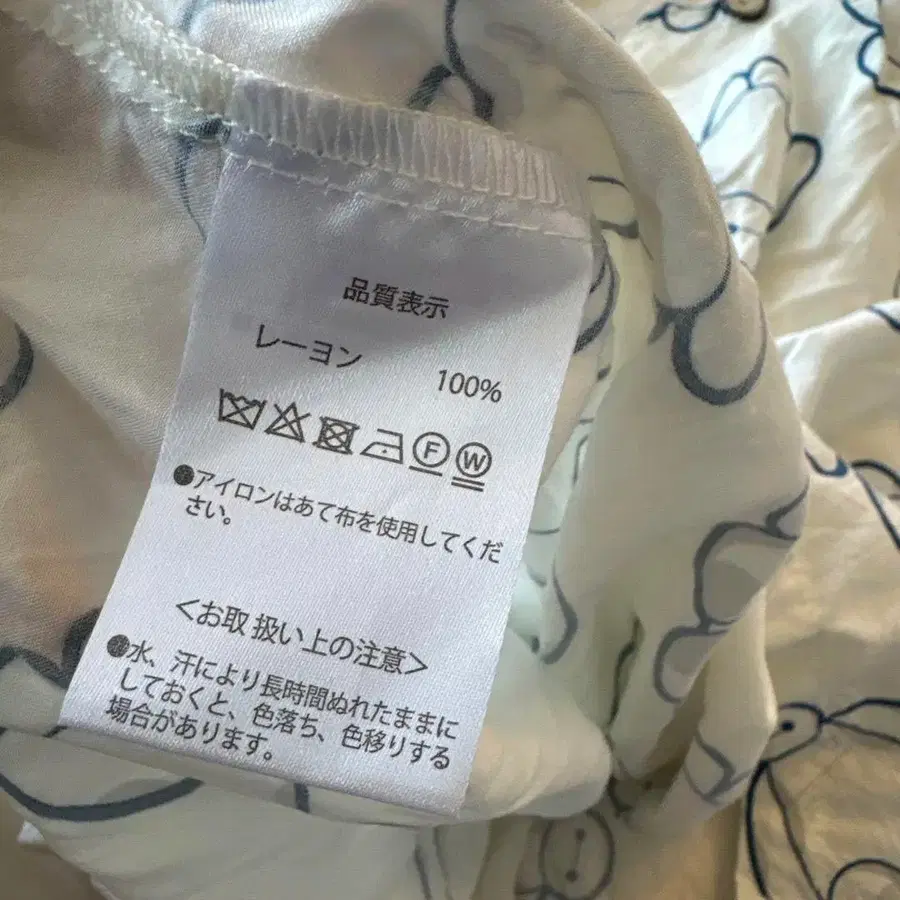 品質表示
レーヨン 100%
F W
●アイロンはあて布を使用してくだ
さい。
＜お取 扱い上の注意＞
●水、汗により長時間ぬれたままに
しておくと、色落ち、色移りする
場合があります。